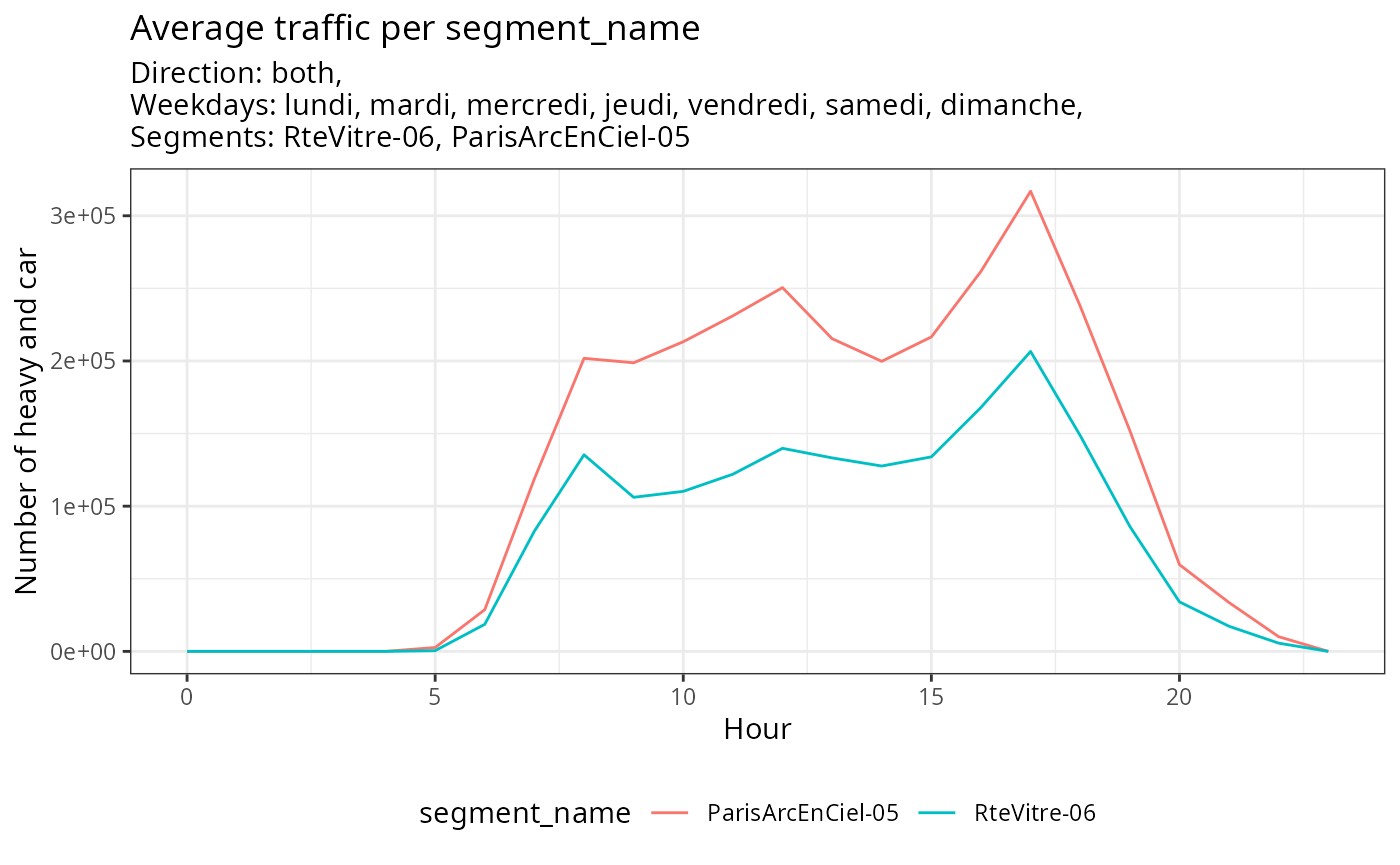 Average traffic per segment_name
Direction: both,
Weekdays: lundi, mardi, mercredi, jeudi, vendredi, samedi, dimanche,
Segments: RteVitre-06, ParisArcEnCiel-05
Number of heavy and car
3e+05
2e+05
1e+05
0e+00
0 5 10 15 20
Hour
segment_name ParisArcEnCiel-05 RteVitre-06